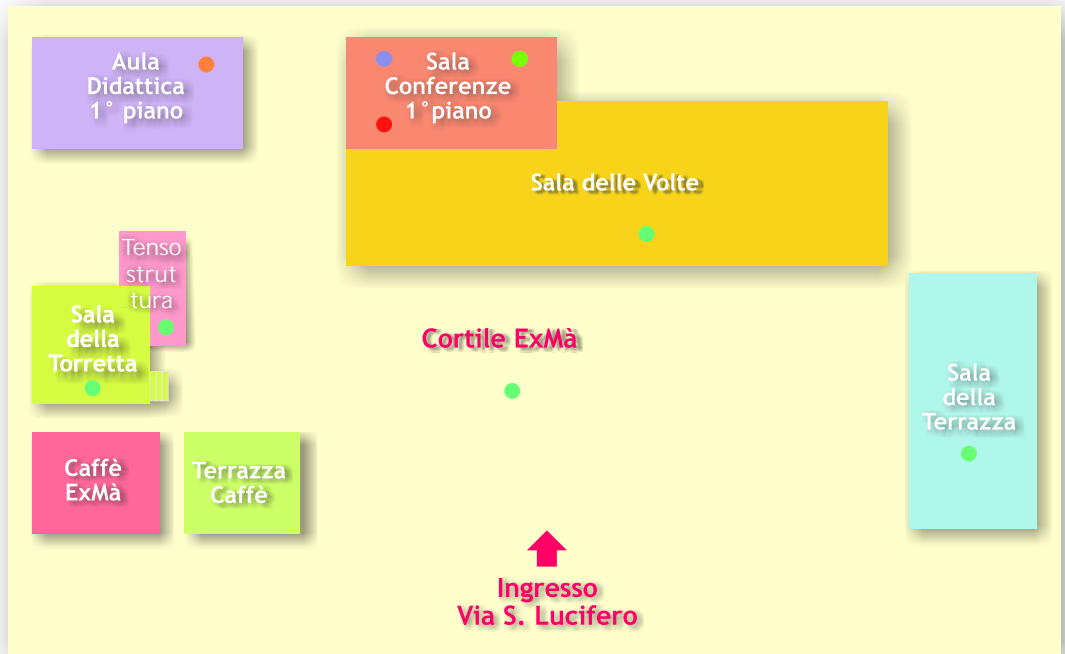 Aula
Didattica
1° piano
Sala
Conferenze
1°piano
Sala delle Volte
Tenso
strut
tura
Sala
della
Torretta
Cortile ExMà
Sala
della
Terrazza
Caffè
ExMà
Terrazza
Caffè
Ingresso
Via S. Lucifero